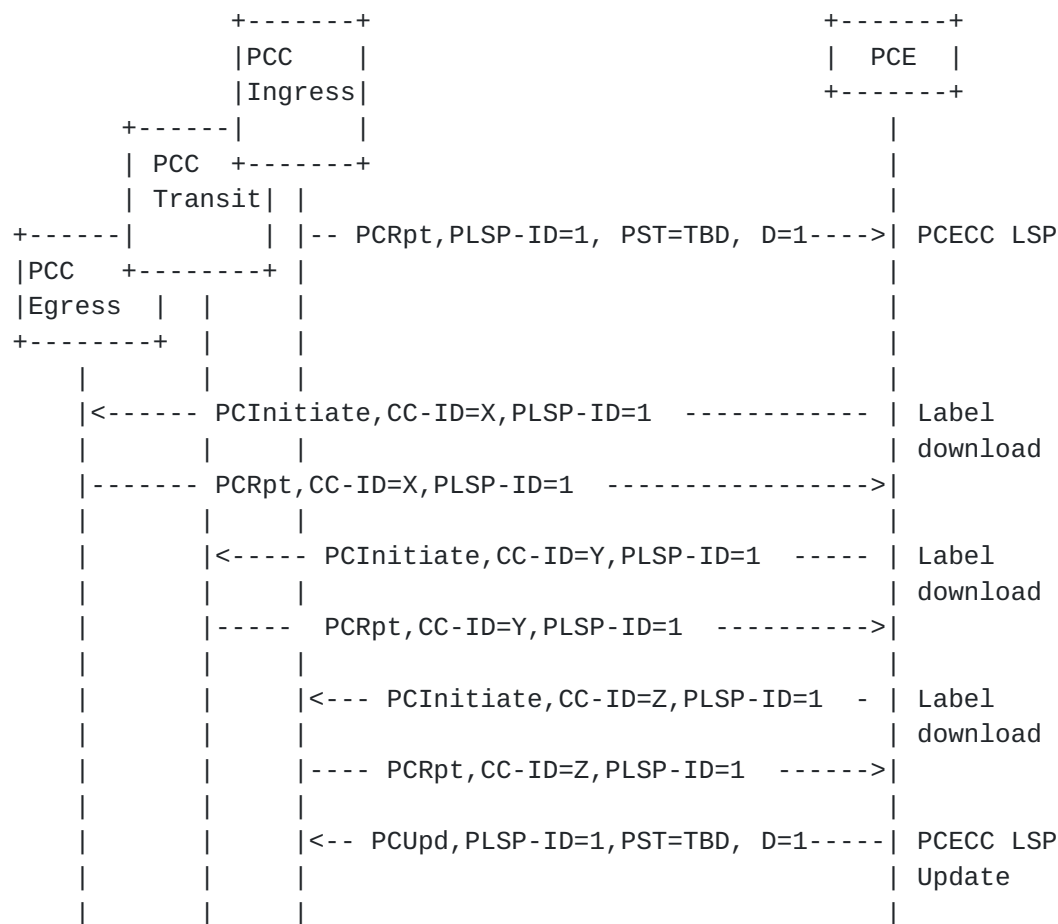 +-------+                              +-------+
|PCC    |                              |  PCE  |
|Ingress|                              +-------+
+------|       |                                  |
| PCC  +-------+                                  |
| Transit|  |                                     |
+------|        |  |-- PCRpt,PLSP-ID=1, PST=TBD, D=1---->| PCECC LSP
|PCC   +--------+  |                                     |
|Egress  |  |      |                                     |
+--------+  |      |                                     |
|      |     |                                     |
|<------ PCInitiate,CC-ID=X,PLSP-ID=1  ------------ | Label
|      |     |                                     | download
|------- PCRpt,CC-ID=X,PLSP-ID=1  ----------------->|
|      |     |                                     |
|      |<----- PCInitiate,CC-ID=Y,PLSP-ID=1  ----- | Label
|      |     |                                     | download
|      |-----  PCRpt,CC-ID=Y,PLSP-ID=1  ---------->|
|      |     |                                     |
|      |     |<--- PCInitiate,CC-ID=Z,PLSP-ID=1  - | Label
|      |     |                                     | download
|      |     |---- PCRpt,CC-ID=Z,PLSP-ID=1  ------>|
|      |     |                                     |
|      |     |<-- PCUpd,PLSP-ID=1,PST=TBD, D=1-----| PCECC LSP
|      |     |                                     | Update
|      |     |                                     |